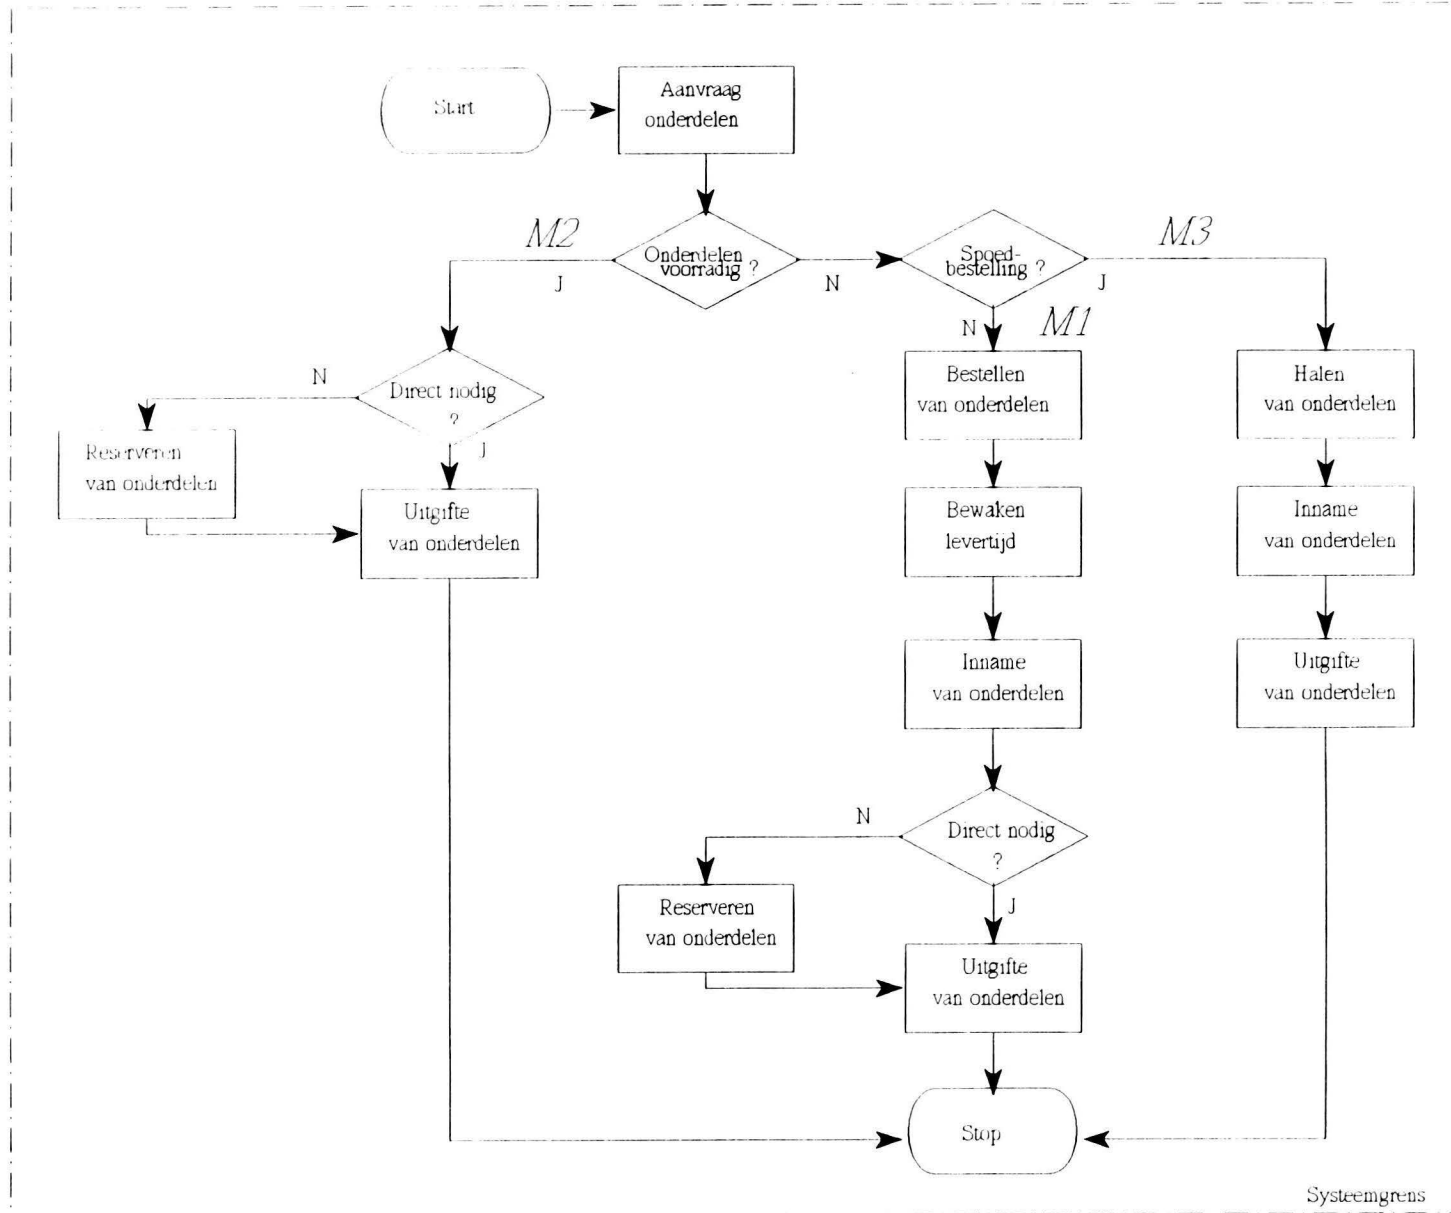 Start
Aanvraag
onderdelen
M2
Onderdelen
voorradig ?
J
N
Spoed-
bestelling ?
M3
J
N
M1
Direct nodig
?
N
J
Reserveren
van onderdelen
Uitgifte
van onderdelen
Bestellen
van onderdelen
Halen
van onderdelen
Bewaken
levertijd
Inname
van onderdelen
Inname
van onderdelen
Uitgifte
van onderdelen
Direct nodig
?
N
J
Reserveren
van onderdelen
Uitgifte
van onderdelen
Stop
Systeemgrens